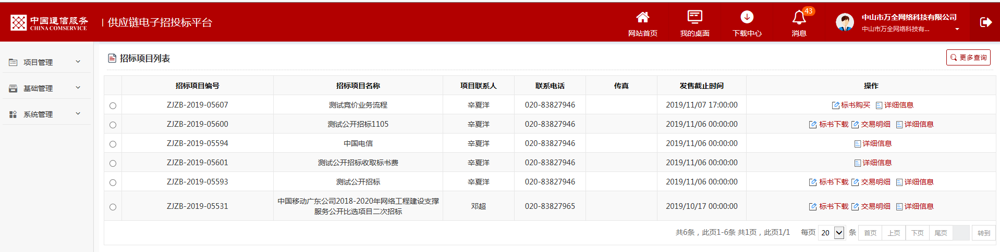 中国通信服务
CHINA COMSERVICE
| 供应链电子招投标平台
网站首页
我的桌面
下载中心
43
消息
中山市万全网络科技有限公司
中山市万全网络科技有...
项目管理
基础管理
系统管理
招标项目列表
更多查询
招标项目编号 招标项目名称 项目联系人 联系电话 传真 发售截止时间 操作
ZJZB-2019-05607 测试竞价业务流程 辛夏洋 020-83827946 2019/11/07 17:00:00 标书购买 详细信息
ZJZB-2019-05600 测试公开招标1105 辛夏洋 020-83827946 2019/11/06 00:00:00 标书下载 交易明细 详细信息
ZJZB-2019-05594 中国电信 辛夏洋 020-83827946 2019/11/06 00:00:00 详细信息
ZJZB-2019-05601 测试公开招标收取标书费 辛夏洋 020-83827946 2019/11/06 00:00:00 详细信息
ZJZB-2019-05593 测试公开招标 辛夏洋 020-83827946 2019/11/06 00:00:00 标书下载 交易明细 详细信息
ZJZB-2019-05531 中国移动广东公司2018-2020年网络工程建设支撑
服务公开比选项目二次招标 邓超 020-83827965 2019/10/17 00:00:00 标书下载 交易明细 详细信息
共6条，此页1-6条 共1页，此页1/1 每页 20 条 首页 上页 下页 尾页 转到